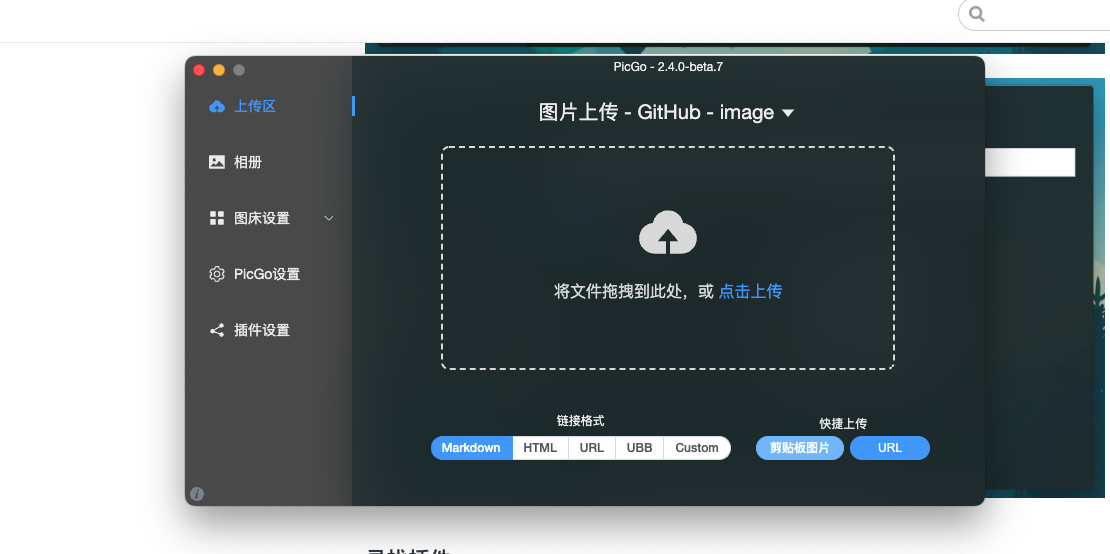 PicGo - 2.4.0-beta.7
上传区
图片上传 - GitHub - image
相册
图床设置
PicGo设置
将文件拖拽到此处，或 点击上传
插件设置
链接格式
快捷上传
Markdown HTML URL UBB Custom
剪贴板图片 URL